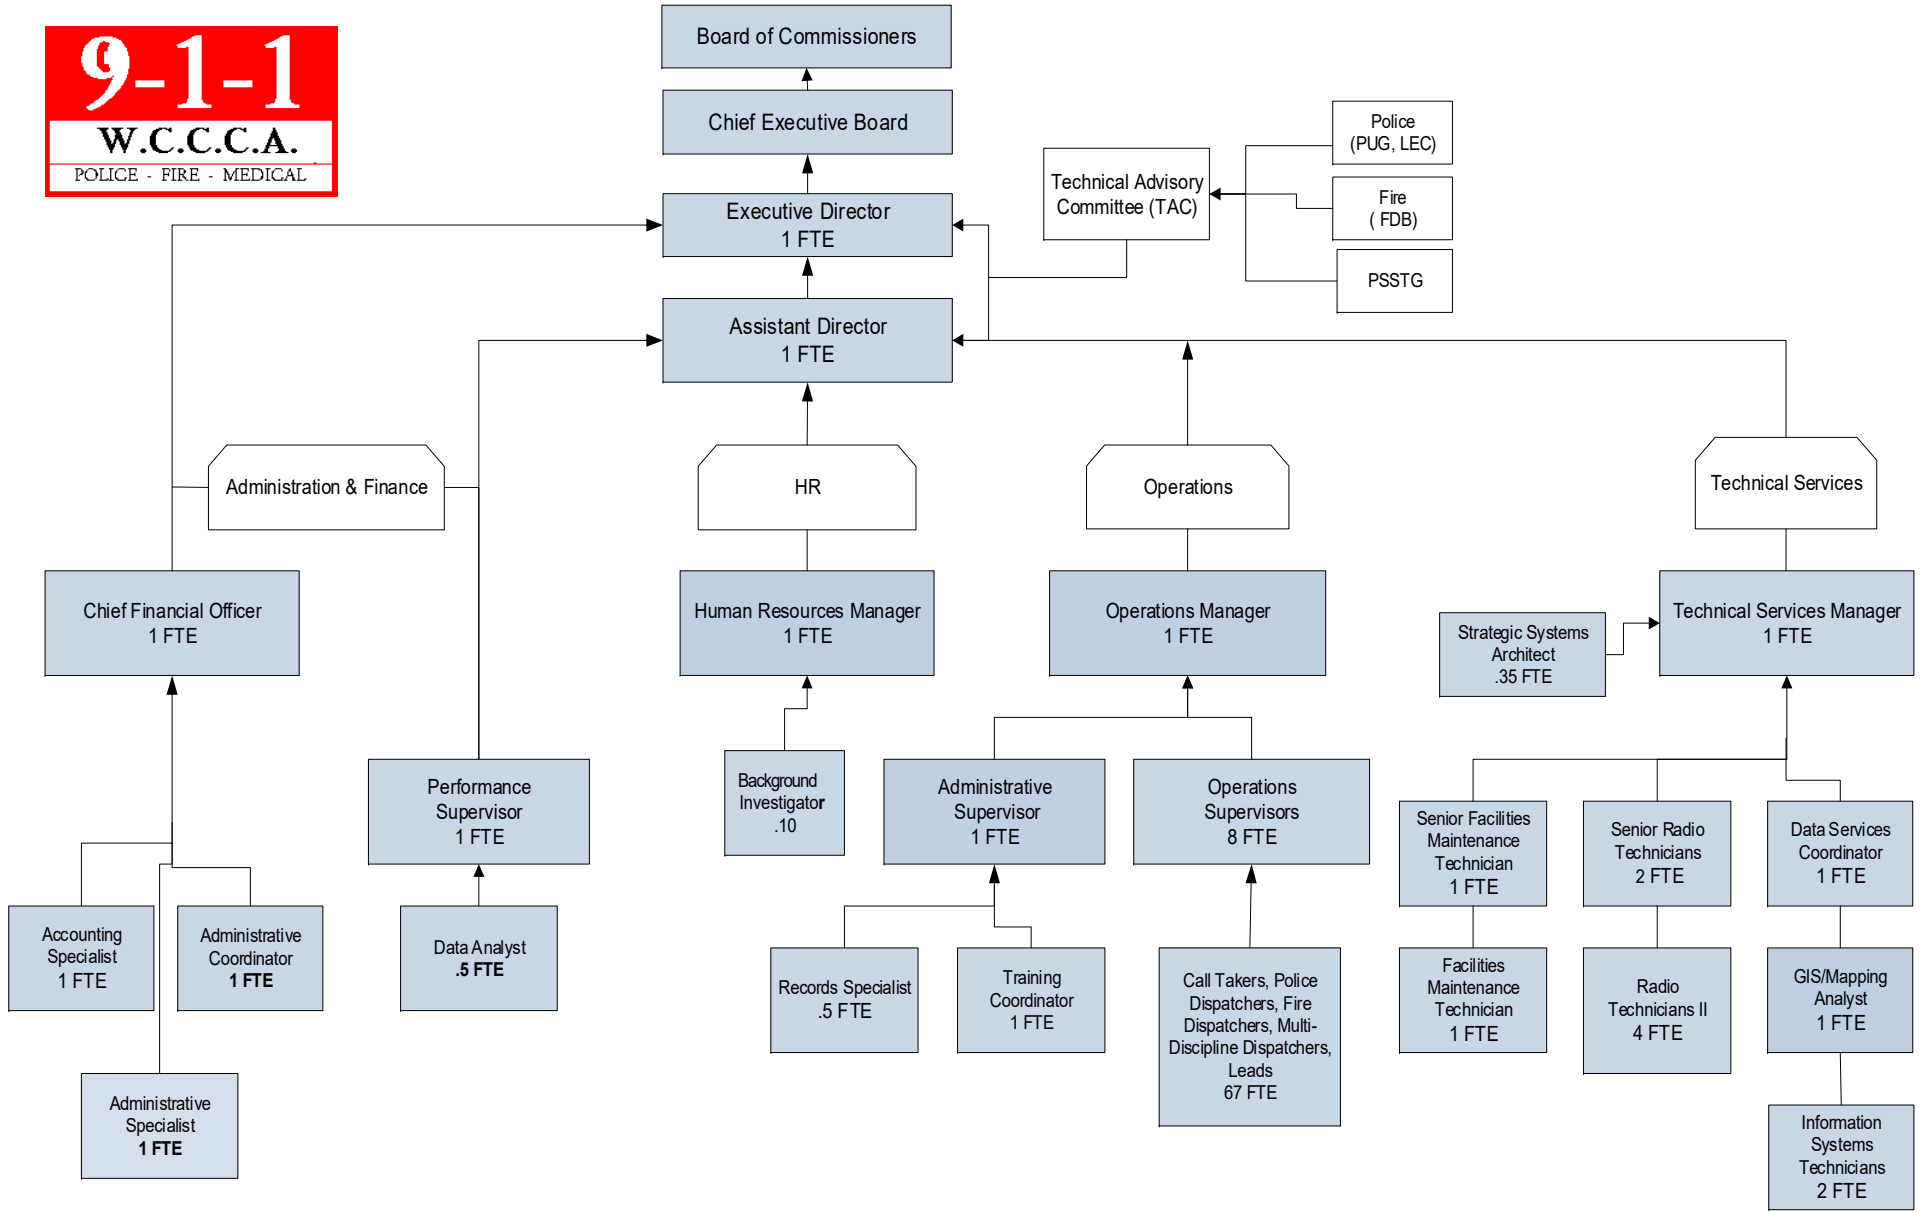 9-1-1
W.C.C.C.A.
POLICE - FIRE - MEDICAL
Board of Commissioners
Chief Executive Board
Executive Director
1 FTE
Assistant Director
1 FTE
Technical Advisory
Committee (TAC)
Police
(PUG, LEC)
Fire
( FDB)
PSSTG
Administration & Finance
HR
Operations
Technical Services
Chief Financial Officer
1 FTE
Human Resources Manager
1 FTE
Operations Manager
1 FTE
Strategic Systems
Architect
.35 FTE
Technical Services Manager
1 FTE
Performance
Supervisor
1 FTE
Background
Investigator
.10
Administrative
Supervisor
1 FTE
Operations
Supervisors
8 FTE
Senior Facilities
Maintenance
Technician
1 FTE
Senior Radio
Technicians
2 FTE
Data Services
Coordinator
1 FTE
Accounting
Specialist
1 FTE
Administrative
Coordinator
1 FTE
Data Analyst
.5 FTE
Records Specialist
.5 FTE
Training
Coordinator
1 FTE
Call Takers, Police
Dispatchers, Fire
Dispatchers, Multi-
Discipline Dispatchers,
Leads
67 FTE
Facilities
Maintenance
Technician
1 FTE
Radio
Technicians II
4 FTE
GIS/Mapping
Analyst
1 FTE
Administrative
Specialist
1 FTE
Information
Systems
Technicians
2 FTE